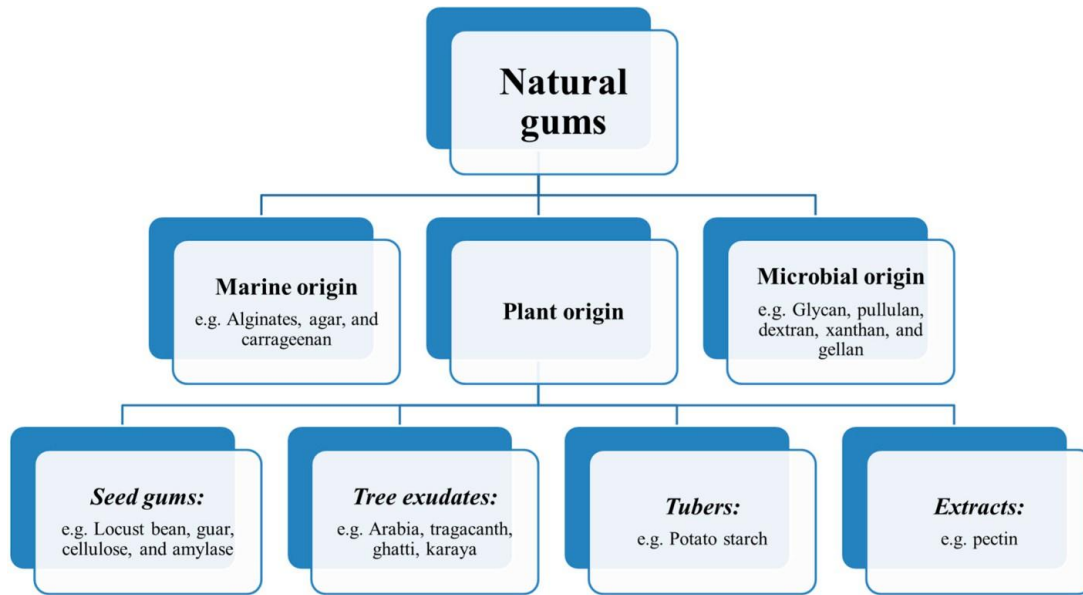 Natural
gums
Marine origin
e.g. Alginates, agar, and
carrageenan
Plant origin
Microbial origin
e.g. Glycan, pullulan,
dextran, xanthan, and
gellan
Seed gums:
e.g. Locust bean, guar,
cellulose, and amylase
Tree exudates:
e.g. Arabia, tragacanth,
ghatti, karaya
Tubers:
e.g. Potato starch
Extracts:
e.g. pectin